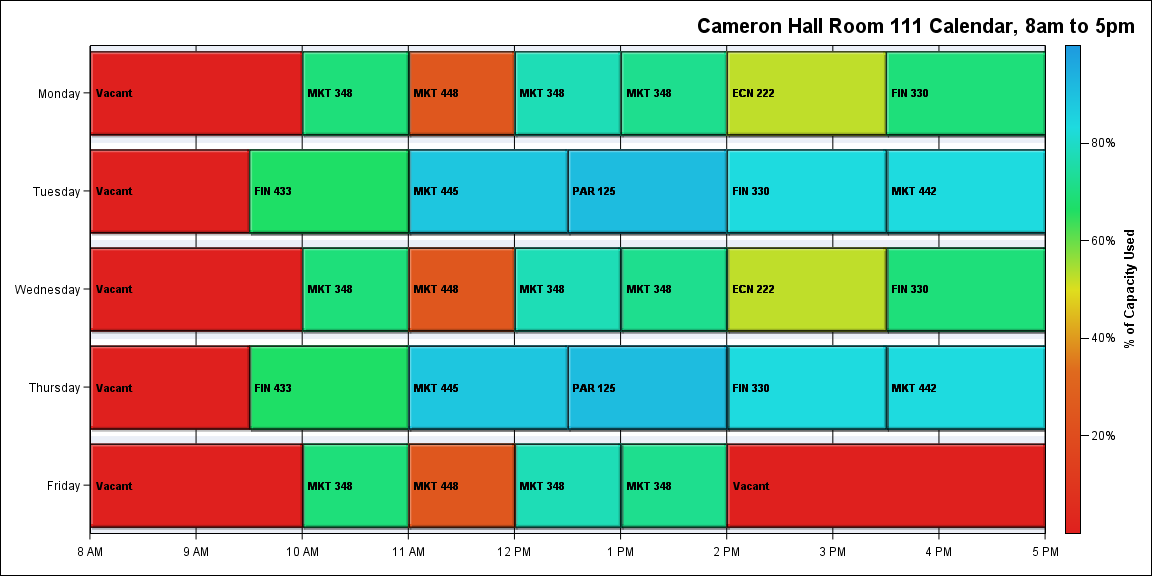 Cameron Hall Room 111 Calendar, 8am to 5pm
Monday
Vacant
MKT 348
MKT 448
MKT 348
MKT 348
ECN 222
FIN 330
Tuesday
Vacant
FIN 433
MKT 445
PAR 125
FIN 330
MKT 442
Wednesday
Vacant
MKT 348
MKT 448
MKT 348
MKT 348
ECN 222
FIN 330
Thursday
Vacant
FIN 433
MKT 445
PAR 125
FIN 330
MKT 442
Friday
Vacant
MKT 348
MKT 448
MKT 348
MKT 348
Vacant
8 AM
9 AM
10 AM
11 AM
12 PM
1 PM
2 PM
3 PM
4 PM
5 PM
80%
60%
40%
20%
% of Capacity Used